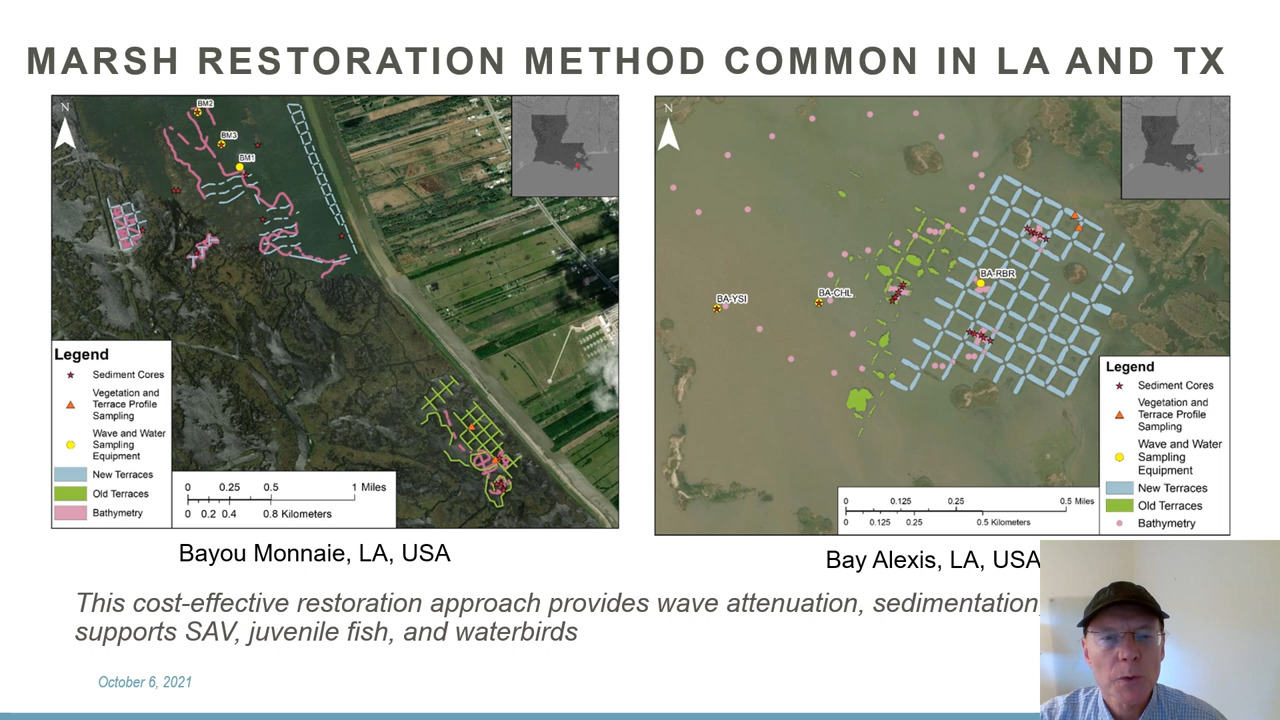 MARSH RESTORATION METHOD COMMON IN LA AND TX
N
BM2
BM3
BM1
Legend
Sediment Cores
Vegetation and
Terrace Profile
Sampling
Wave and Water
Sampling
Equipment
New Terraces
Old Terraces
Bathymetry
0 0.25 0.5 1 Miles
0 0.2 0.4 0.8 Kilometers
N
BA-RBR
BA-YSI
BA-CHL
Legend
Sediment Cores
Vegetation and
Terrace Profile
Sampling
Wave and Water
Sampling
Equipment
New Terraces
Old Terraces
Bathymetry
0 0.125 0.25 0.5 Miles
0 0.125 0.25 0.5 Kilometers
Bayou Monnaie, LA, USA
Bay Alexis, LA, USA
This cost-effective restoration approach provides wave attenuation, sedimentation,
supports SAV, juvenile fish, and waterbirds
October 6, 2021